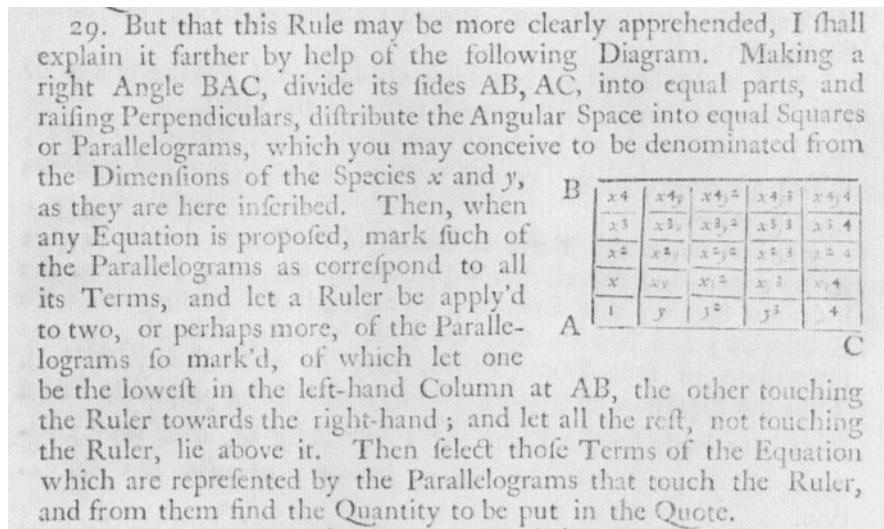 29. But that this Rule may be more clearly apprehended, I ſhall
explain it farther by help of the following Diagram. Making a
right Angle BAC, divide its ſides AB, AC, into equal parts, and
raiſing Perpendiculars, diſtribute the Angular Space into equal Squares
or Parallelograms, which you may conceive to be denominated from
the Dimenſions of the Species x and y,
as they are here inſcribed. Then, when
any Equation is propoſed, mark ſuch of
the Parallelograms as correſpond to all
its Terms, and let a Ruler be apply'd
to two, or perhaps more, of the Paralle-
lograms ſo mark'd, of which let one
B
x4 x4y x4y2 x4y3 x4y4
x3 x3y x3y2
x2 x2y x2y2
x xy
1 y y2 y3
A
C
be the loweſt in the left-hand Column at AB, the other touching
the Ruler towards the right-hand ; and let all the reſt, not touching
the Ruler, lie above it. Then ſelect thoſe Terms of the Equation
which are repreſented by the Parallelograms that touch the Ruler,
and from them find the Quantity to be put in the Quote.